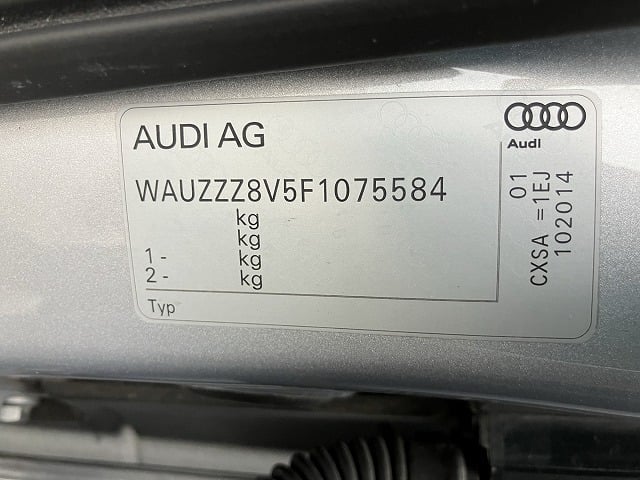 AUDI AG
Audi
WAUZZZ8V5F1075584
kg
kg
1 - kg
2 - kg
Typ
01
CXSA =1EJ
102014